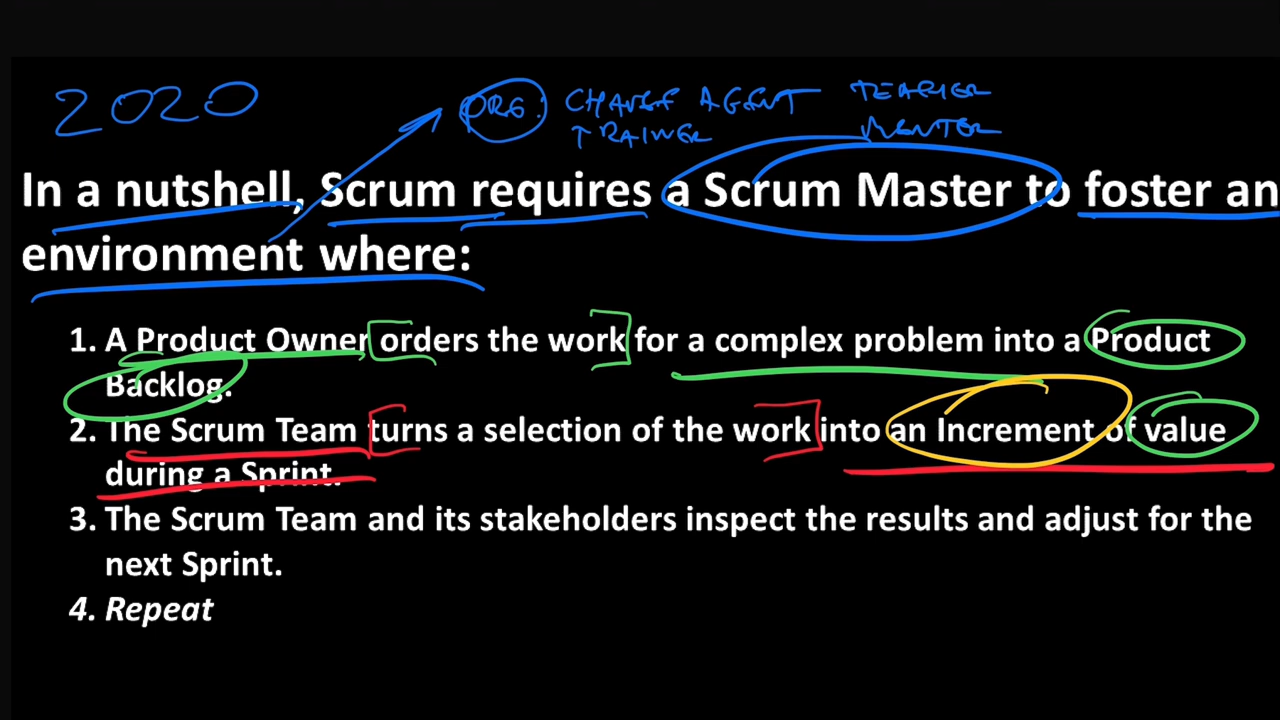 2020
ORG: CHANGE AGENT TEACHER
TRAINER MENTOR
In a nutshell, Scrum requires a Scrum Master to foster an
environment where:
1. A Product Owner orders the work for a complex problem into a Product
Backlog.
2. The Scrum Team turns a selection of the work into an Increment of value
during a Sprint.
3. The Scrum Team and its stakeholders inspect the results and adjust for the
next Sprint.
4. Repeat